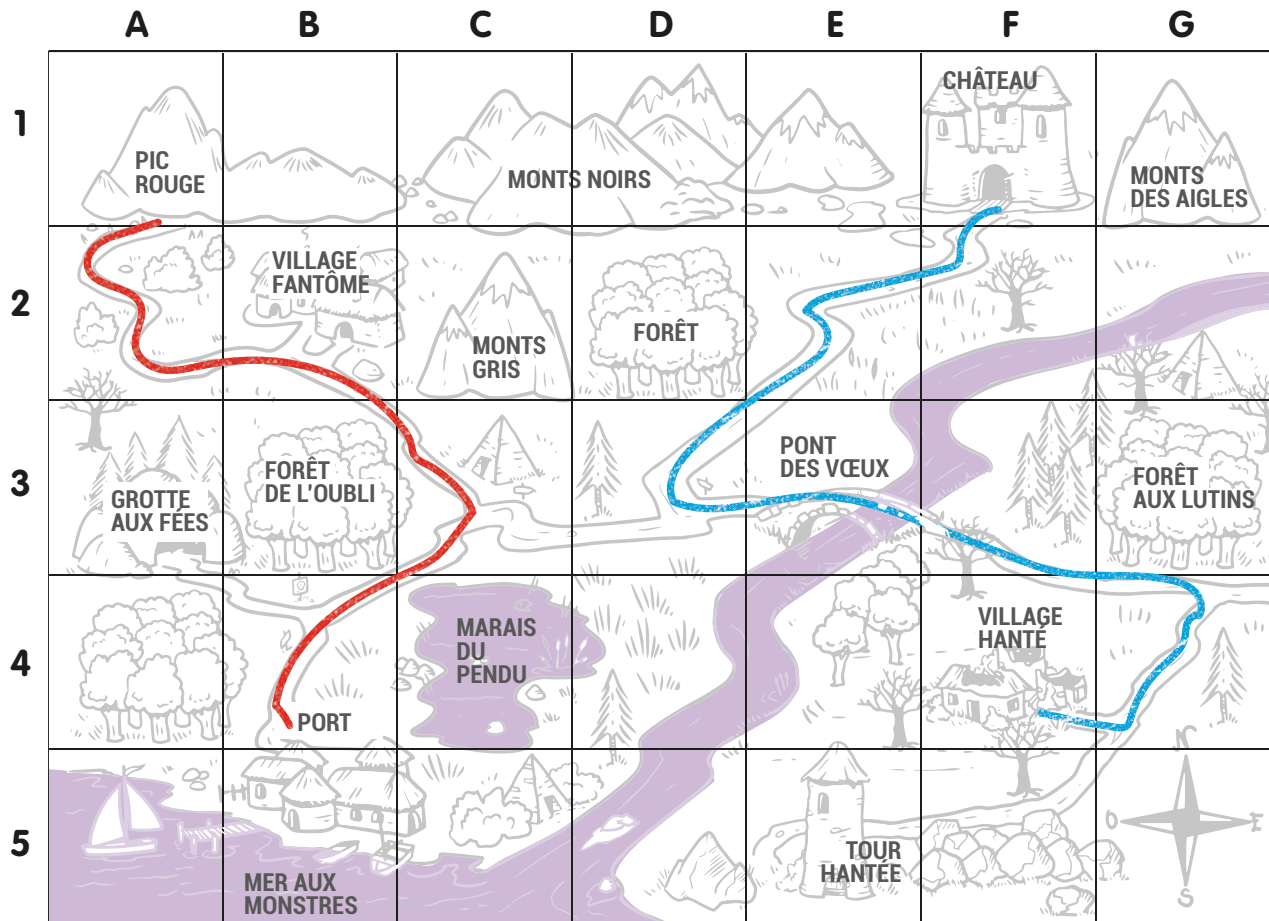 A B C D E F G
1
CHÂTEAU
PIC
ROUGE
MONTS NOIRS
MONTS
DES AIGLES
2
VILLAGE
FANTÔME
MONTS
GRIS
FORÊT
3
GROTTE
AUX FÉES
FORÊT
DE L'OUBLI
PONT
DES VŒUX
FORÊT
AUX LUTINS
4
PORT
MARAIS
DU
PENDU
VILLAGE
HANTÉ
5
MER AUX
MONSTRES
TOUR
HANTÉE
N
O E
S